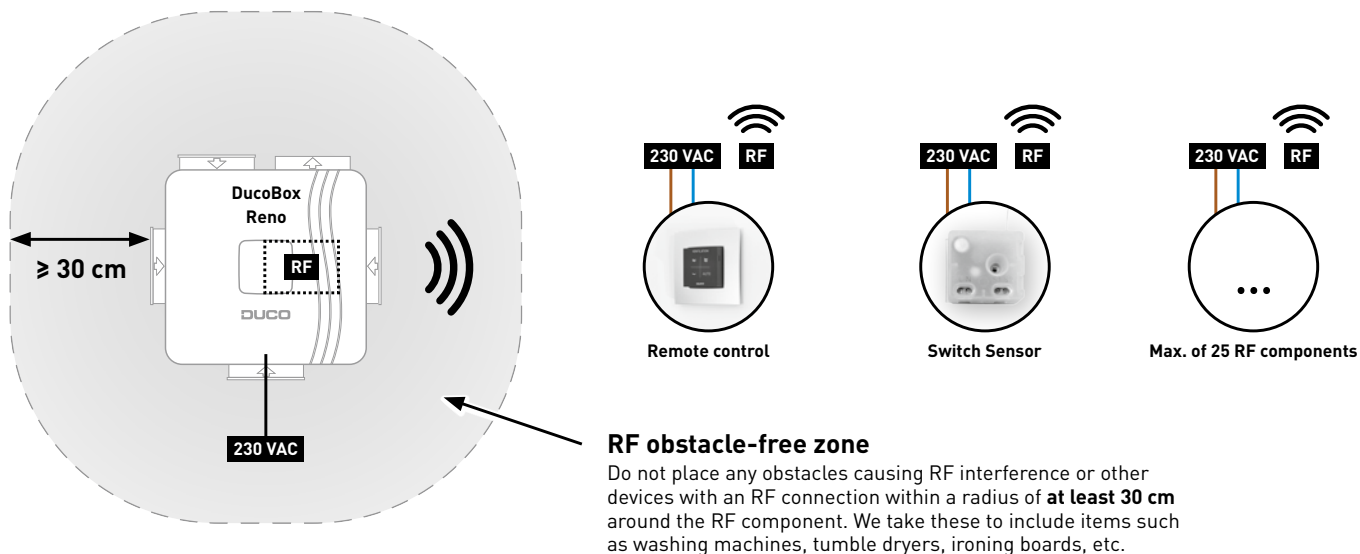 DucoBox
Reno
RF
DUCO
≥ 30 cm
230 VAC
230 VAC RF
Remote control
230 VAC RF
Switch Sensor
230 VAC RF
...
Max. of 25 RF components
RF obstacle-free zone
Do not place any obstacles causing RF interference or other
devices with an RF connection within a radius of at least 30 cm
around the RF component. We take these to include items such
as washing machines, tumble dryers, ironing boards, etc.